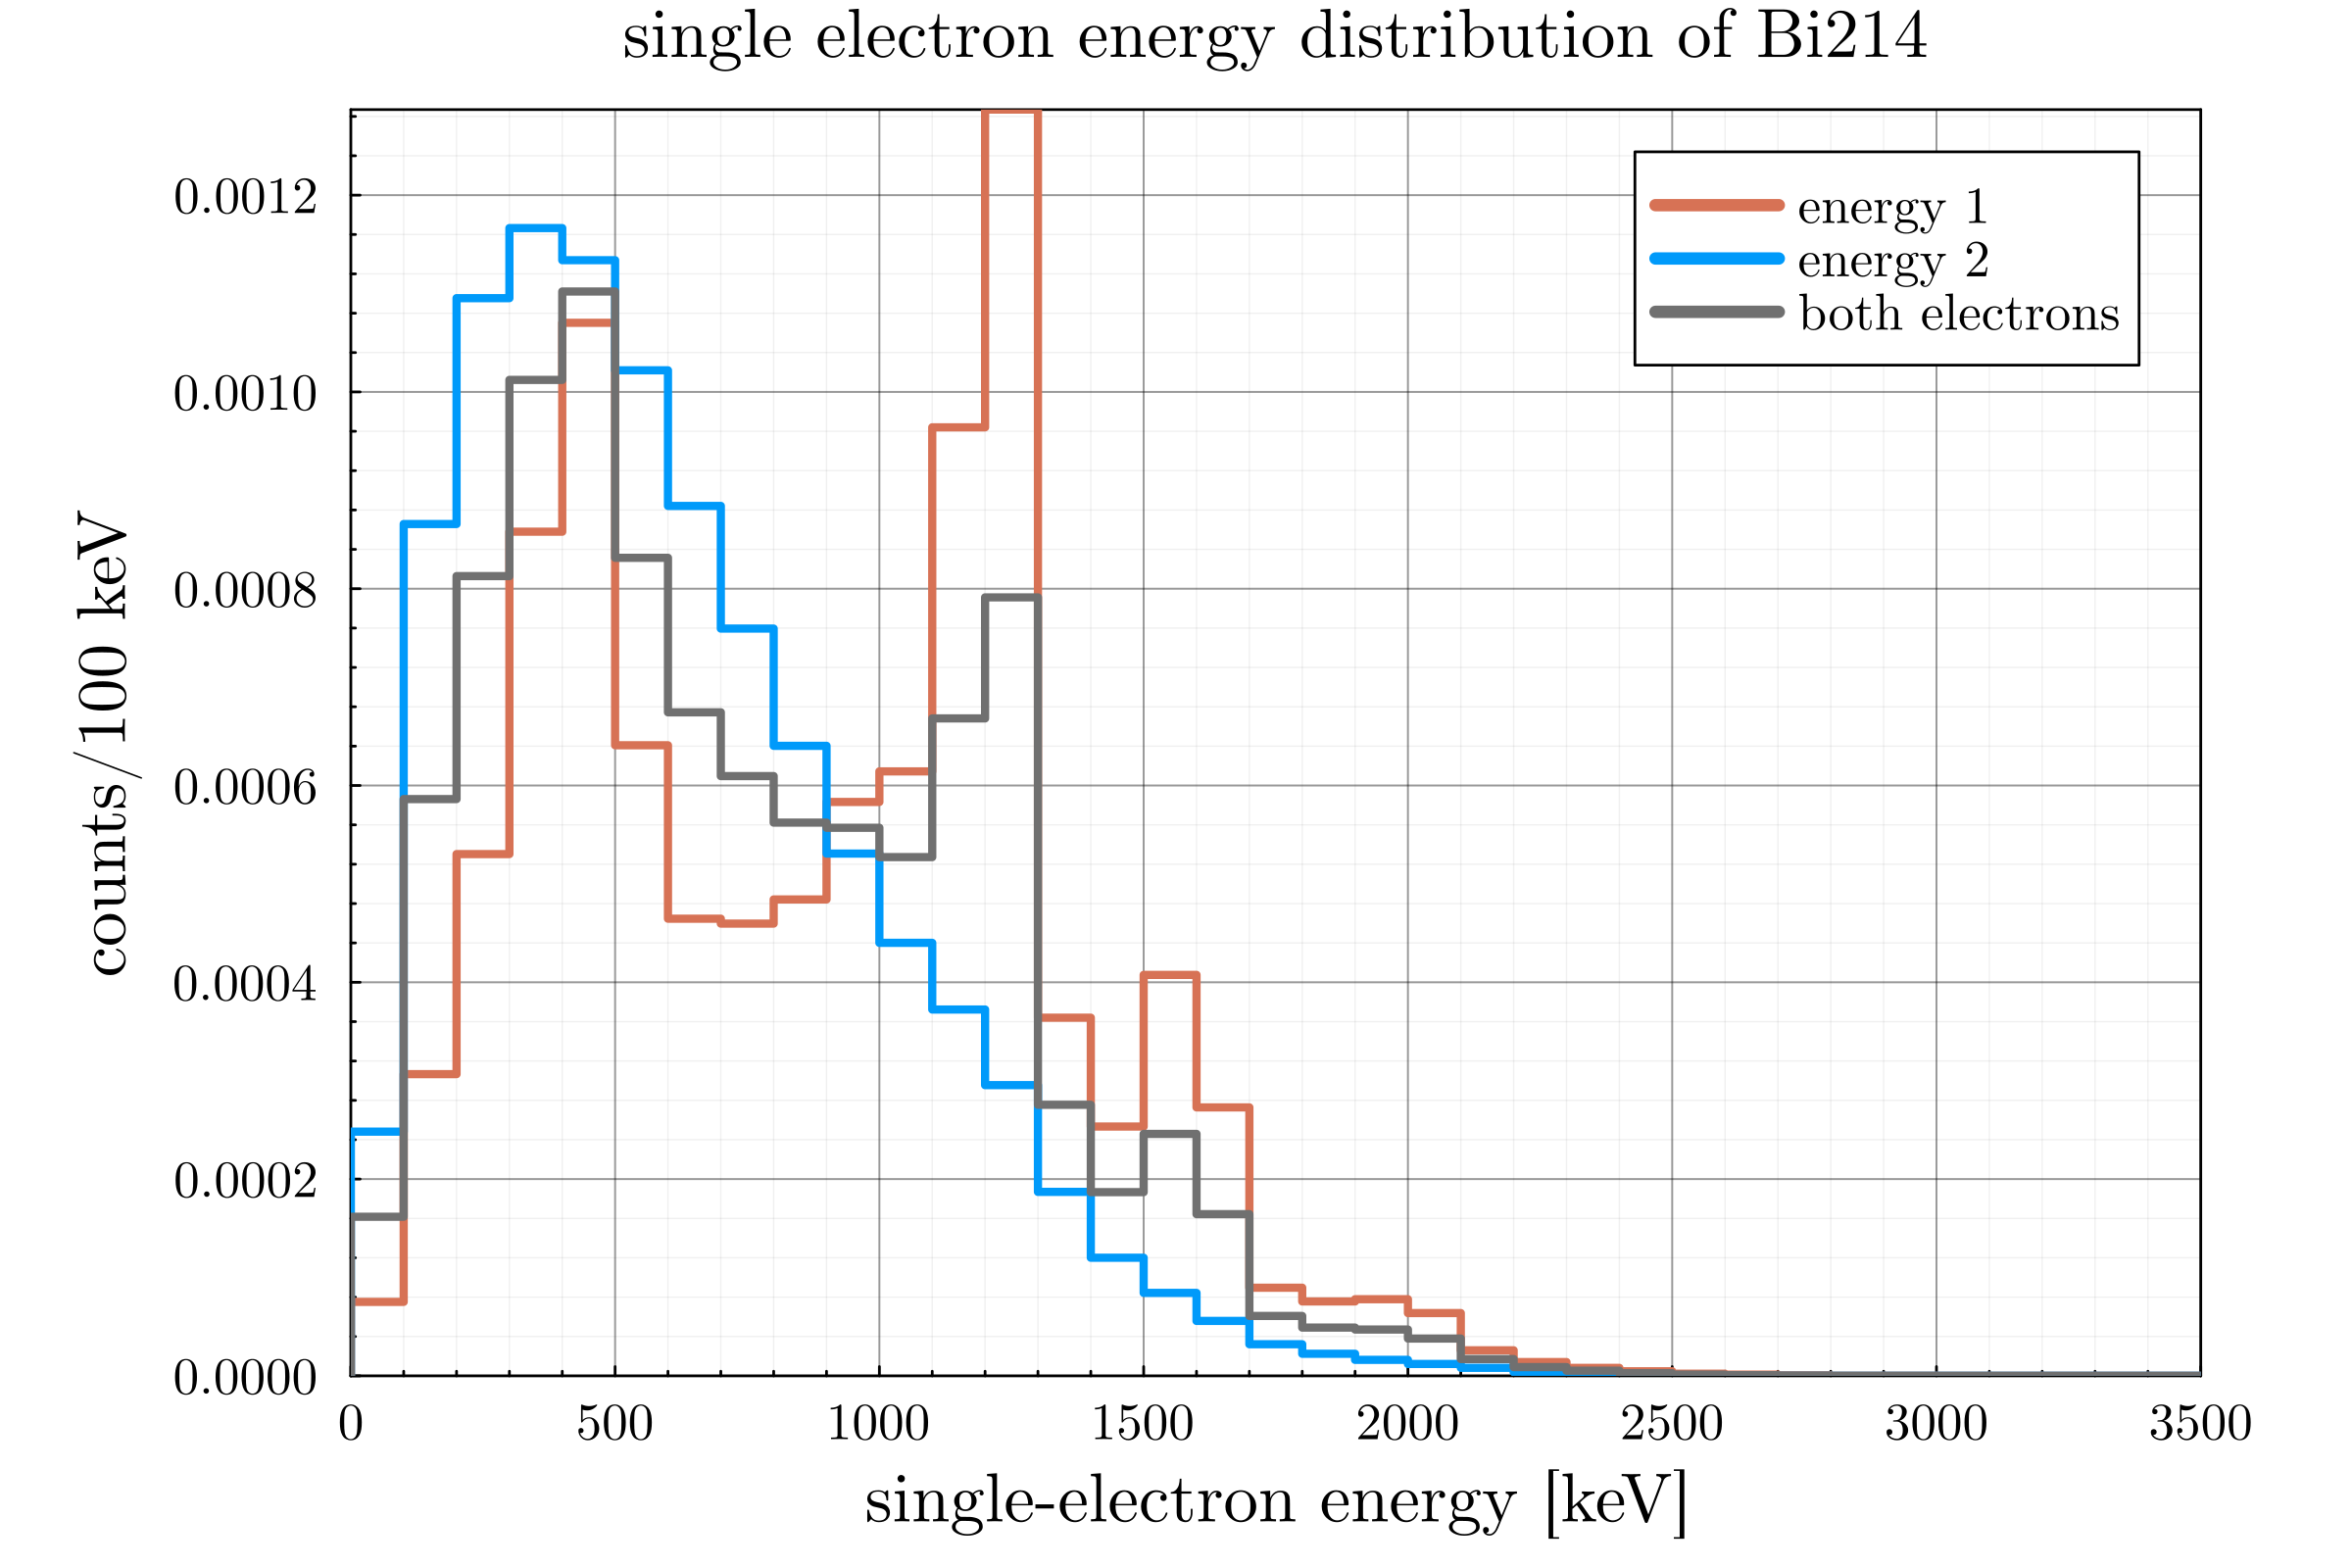 single electron energy distribution of Bi214
energy 1
energy 2
both electrons
counts/100 keV
0.0012
0.0010
0.0008
0.0006
0.0004
0.0002
0.0000
0 500 1000 1500 2000 2500 3000 3500
single-electron energy [keV]